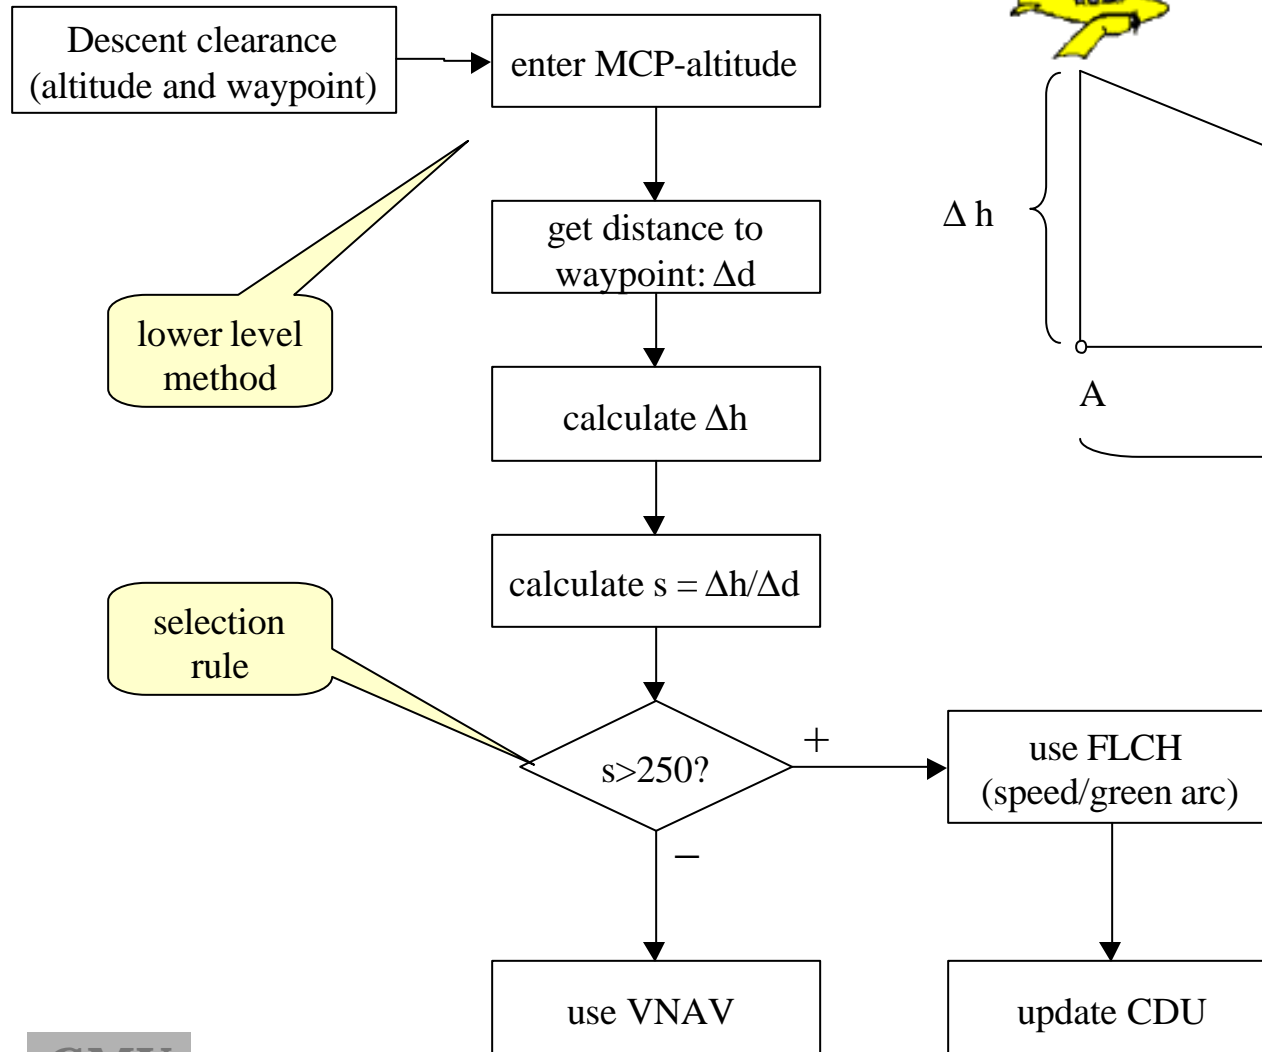 Descent clearance
(altitude and waypoint)
enter MCP-altitude
get distance to
waypoint: Δd
lower level
method
calculate Δh
calculate s = Δh/Δd
selection
rule
s>250?
+
−
use FLCH
(speed/green arc)
use VNAV
update CDU
Δ h
A